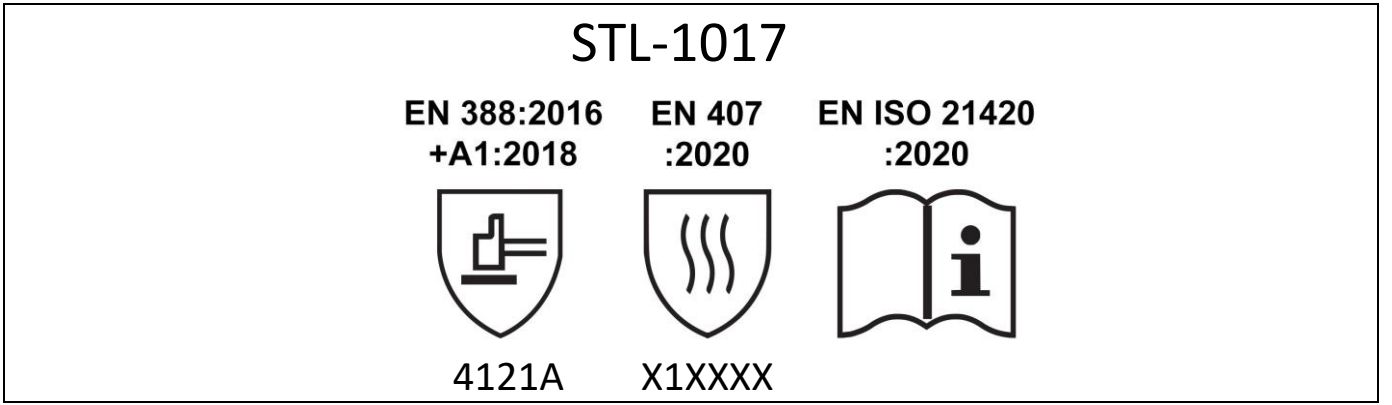 STL-1017
EN 388:2016
+A1:2018
EN 407
:2020
EN ISO 21420
:2020
4121A
X1XXXX